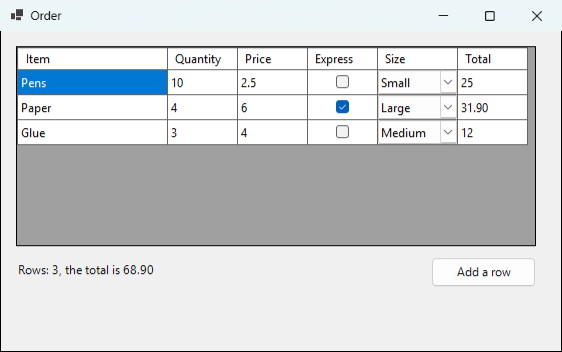 Order
Item Quantity Price Express Size Total
Pens 10 2.5 Small 25
Paper 4 6 Large 31.90
Glue 3 4 Medium 12
Rows: 3, the total is 68.90
Add a row